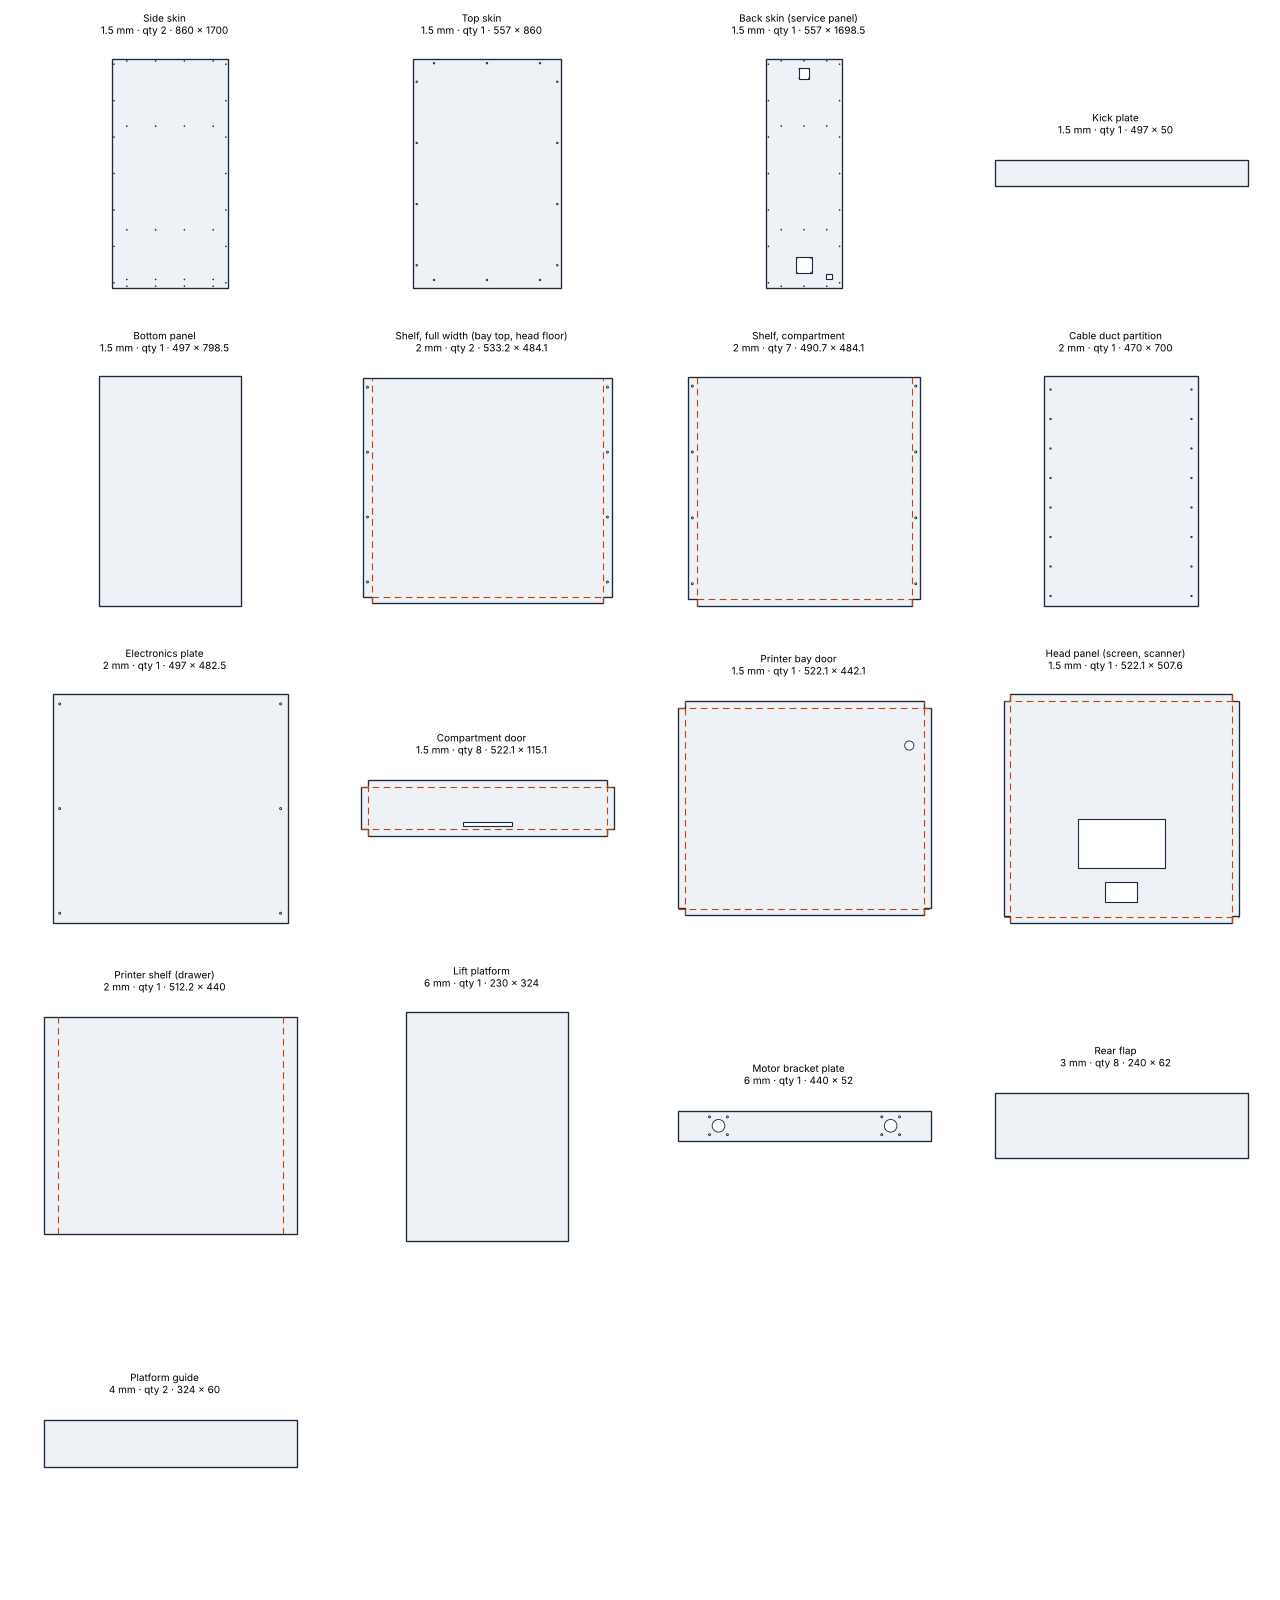 Side skin
1.5 mm · qty 2 · 860 × 1700
Top skin
1.5 mm · qty 1 · 557 × 860
Back skin (service panel)
1.5 mm · qty 1 · 557 × 1698.5
Kick plate
1.5 mm · qty 1 · 497 × 50
Bottom panel
1.5 mm · qty 1 · 497 × 798.5
Shelf, full width (bay top, head floor)
2 mm · qty 2 · 533.2 × 484.1
Shelf, compartment
2 mm · qty 7 · 490.7 × 484.1
Cable duct partition
2 mm · qty 1 · 470 × 700
Electronics plate
2 mm · qty 1 · 497 × 482.5
Compartment door
1.5 mm · qty 8 · 522.1 × 115.1
Printer bay door
1.5 mm · qty 1 · 522.1 × 442.1
Head panel (screen, scanner)
1.5 mm · qty 1 · 522.1 × 507.6
Printer shelf (drawer)
2 mm · qty 1 · 512.2 × 440
Lift platform
6 mm · qty 1 · 230 × 324
Motor bracket plate
6 mm · qty 1 · 440 × 52
Rear flap
3 mm · qty 8 · 240 × 62
Platform guide
4 mm · qty 2 · 324 × 60